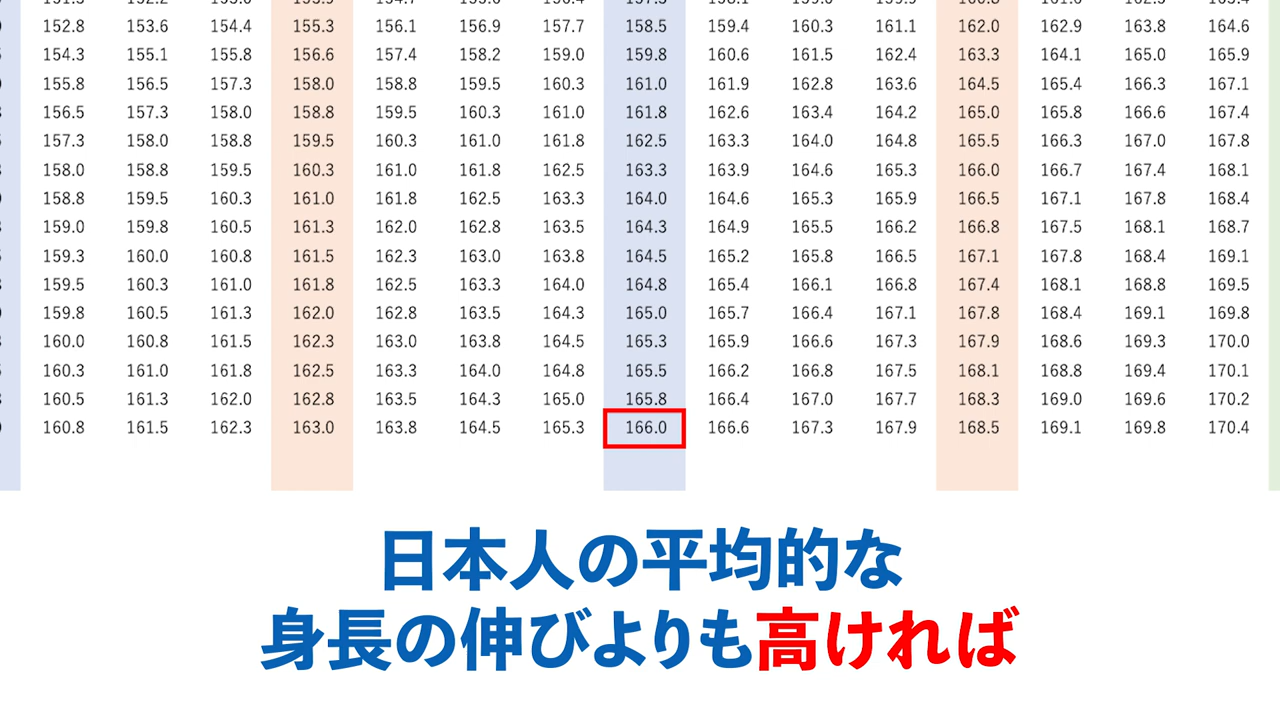 152.8 153.6 154.4 155.3 156.1 156.9 157.7 158.5 159.4 160.3 161.1 162.0 162.9 163.8 164.6
154.3 155.1 155.8 156.6 157.4 158.2 159.0 159.8 160.6 161.5 162.4 163.3 164.1 165.0 165.9
155.8 156.5 157.3 158.0 158.8 159.5 160.3 161.0 161.9 162.8 163.6 164.5 165.4 166.3 167.1
156.5 157.3 158.0 158.8 159.5 160.3 161.0 161.8 162.6 163.4 164.2 165.0 165.8 166.6 167.4
157.3 158.0 158.8 159.5 160.3 161.0 161.8 162.5 163.3 164.0 164.8 165.5 166.3 167.0 167.8
158.0 158.8 159.5 160.3 161.0 161.8 162.5 163.3 163.9 164.6 165.3 166.0 166.7 167.4 168.1
158.8 159.5 160.3 161.0 161.8 162.5 163.3 164.0 164.6 165.3 165.9 166.5 167.1 167.8 168.4
159.0 159.8 160.5 161.3 162.0 162.8 163.5 164.3 164.9 165.5 166.2 166.8 167.5 168.1 168.7
159.3 160.0 160.8 161.5 162.3 163.0 163.8 164.5 165.2 165.8 166.5 167.1 167.8 168.4 169.1
159.5 160.3 161.0 161.8 162.5 163.3 164.0 164.8 165.4 166.1 166.8 167.4 168.1 168.8 169.5
159.8 160.5 161.3 162.0 162.8 163.5 164.3 165.0 165.7 166.4 167.1 167.8 168.4 169.1 169.8
160.0 160.8 161.5 162.3 163.0 163.8 164.5 165.3 165.9 166.6 167.3 167.9 168.6 169.3 170.0
160.3 161.0 161.8 162.5 163.3 164.0 164.8 165.5 166.2 166.8 167.5 168.1 168.8 169.4 170.1
160.5 161.3 162.0 162.8 163.5 164.3 165.0 165.8 166.4 167.0 167.7 168.3 169.0 169.6 170.2
160.8 161.5 162.3 163.0 163.8 164.5 165.3 166.0 166.6 167.3 167.9 168.5 169.1 169.8 170.4
日本人の平均的な
身長の伸びよりも高ければ